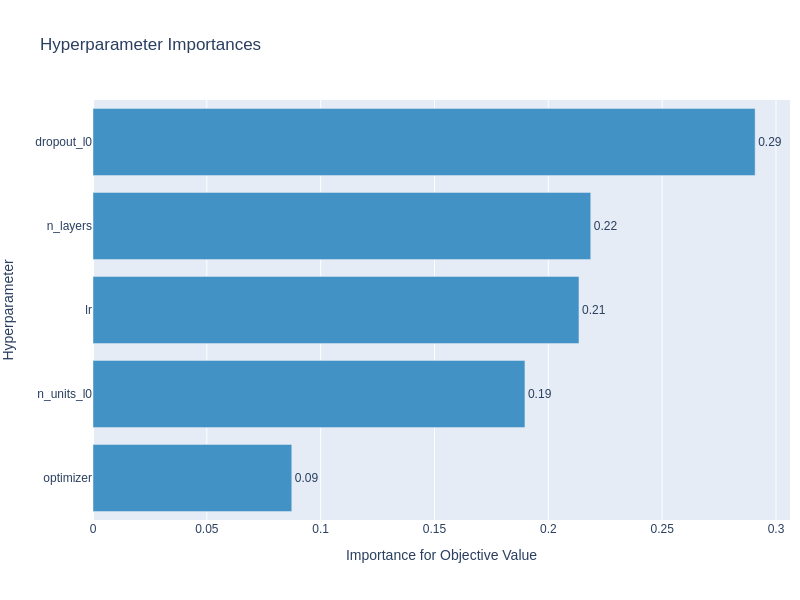 Hyperparameter Importances
dropout_l0
0.29
n_layers
0.22
lr
0.21
n_units_l0
0.19
optimizer
0.09
Hyperparameter
0
0.05
0.1
0.15
0.2
0.25
0.3
Importance for Objective Value